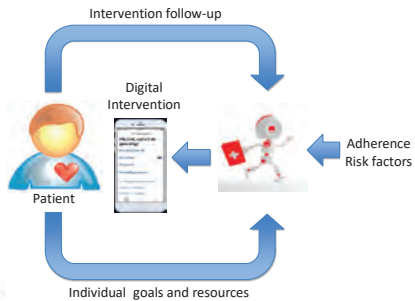 Intervention follow-up
Digital
Intervention
Adherence
Risk factors
Patient
Individual goals and resources